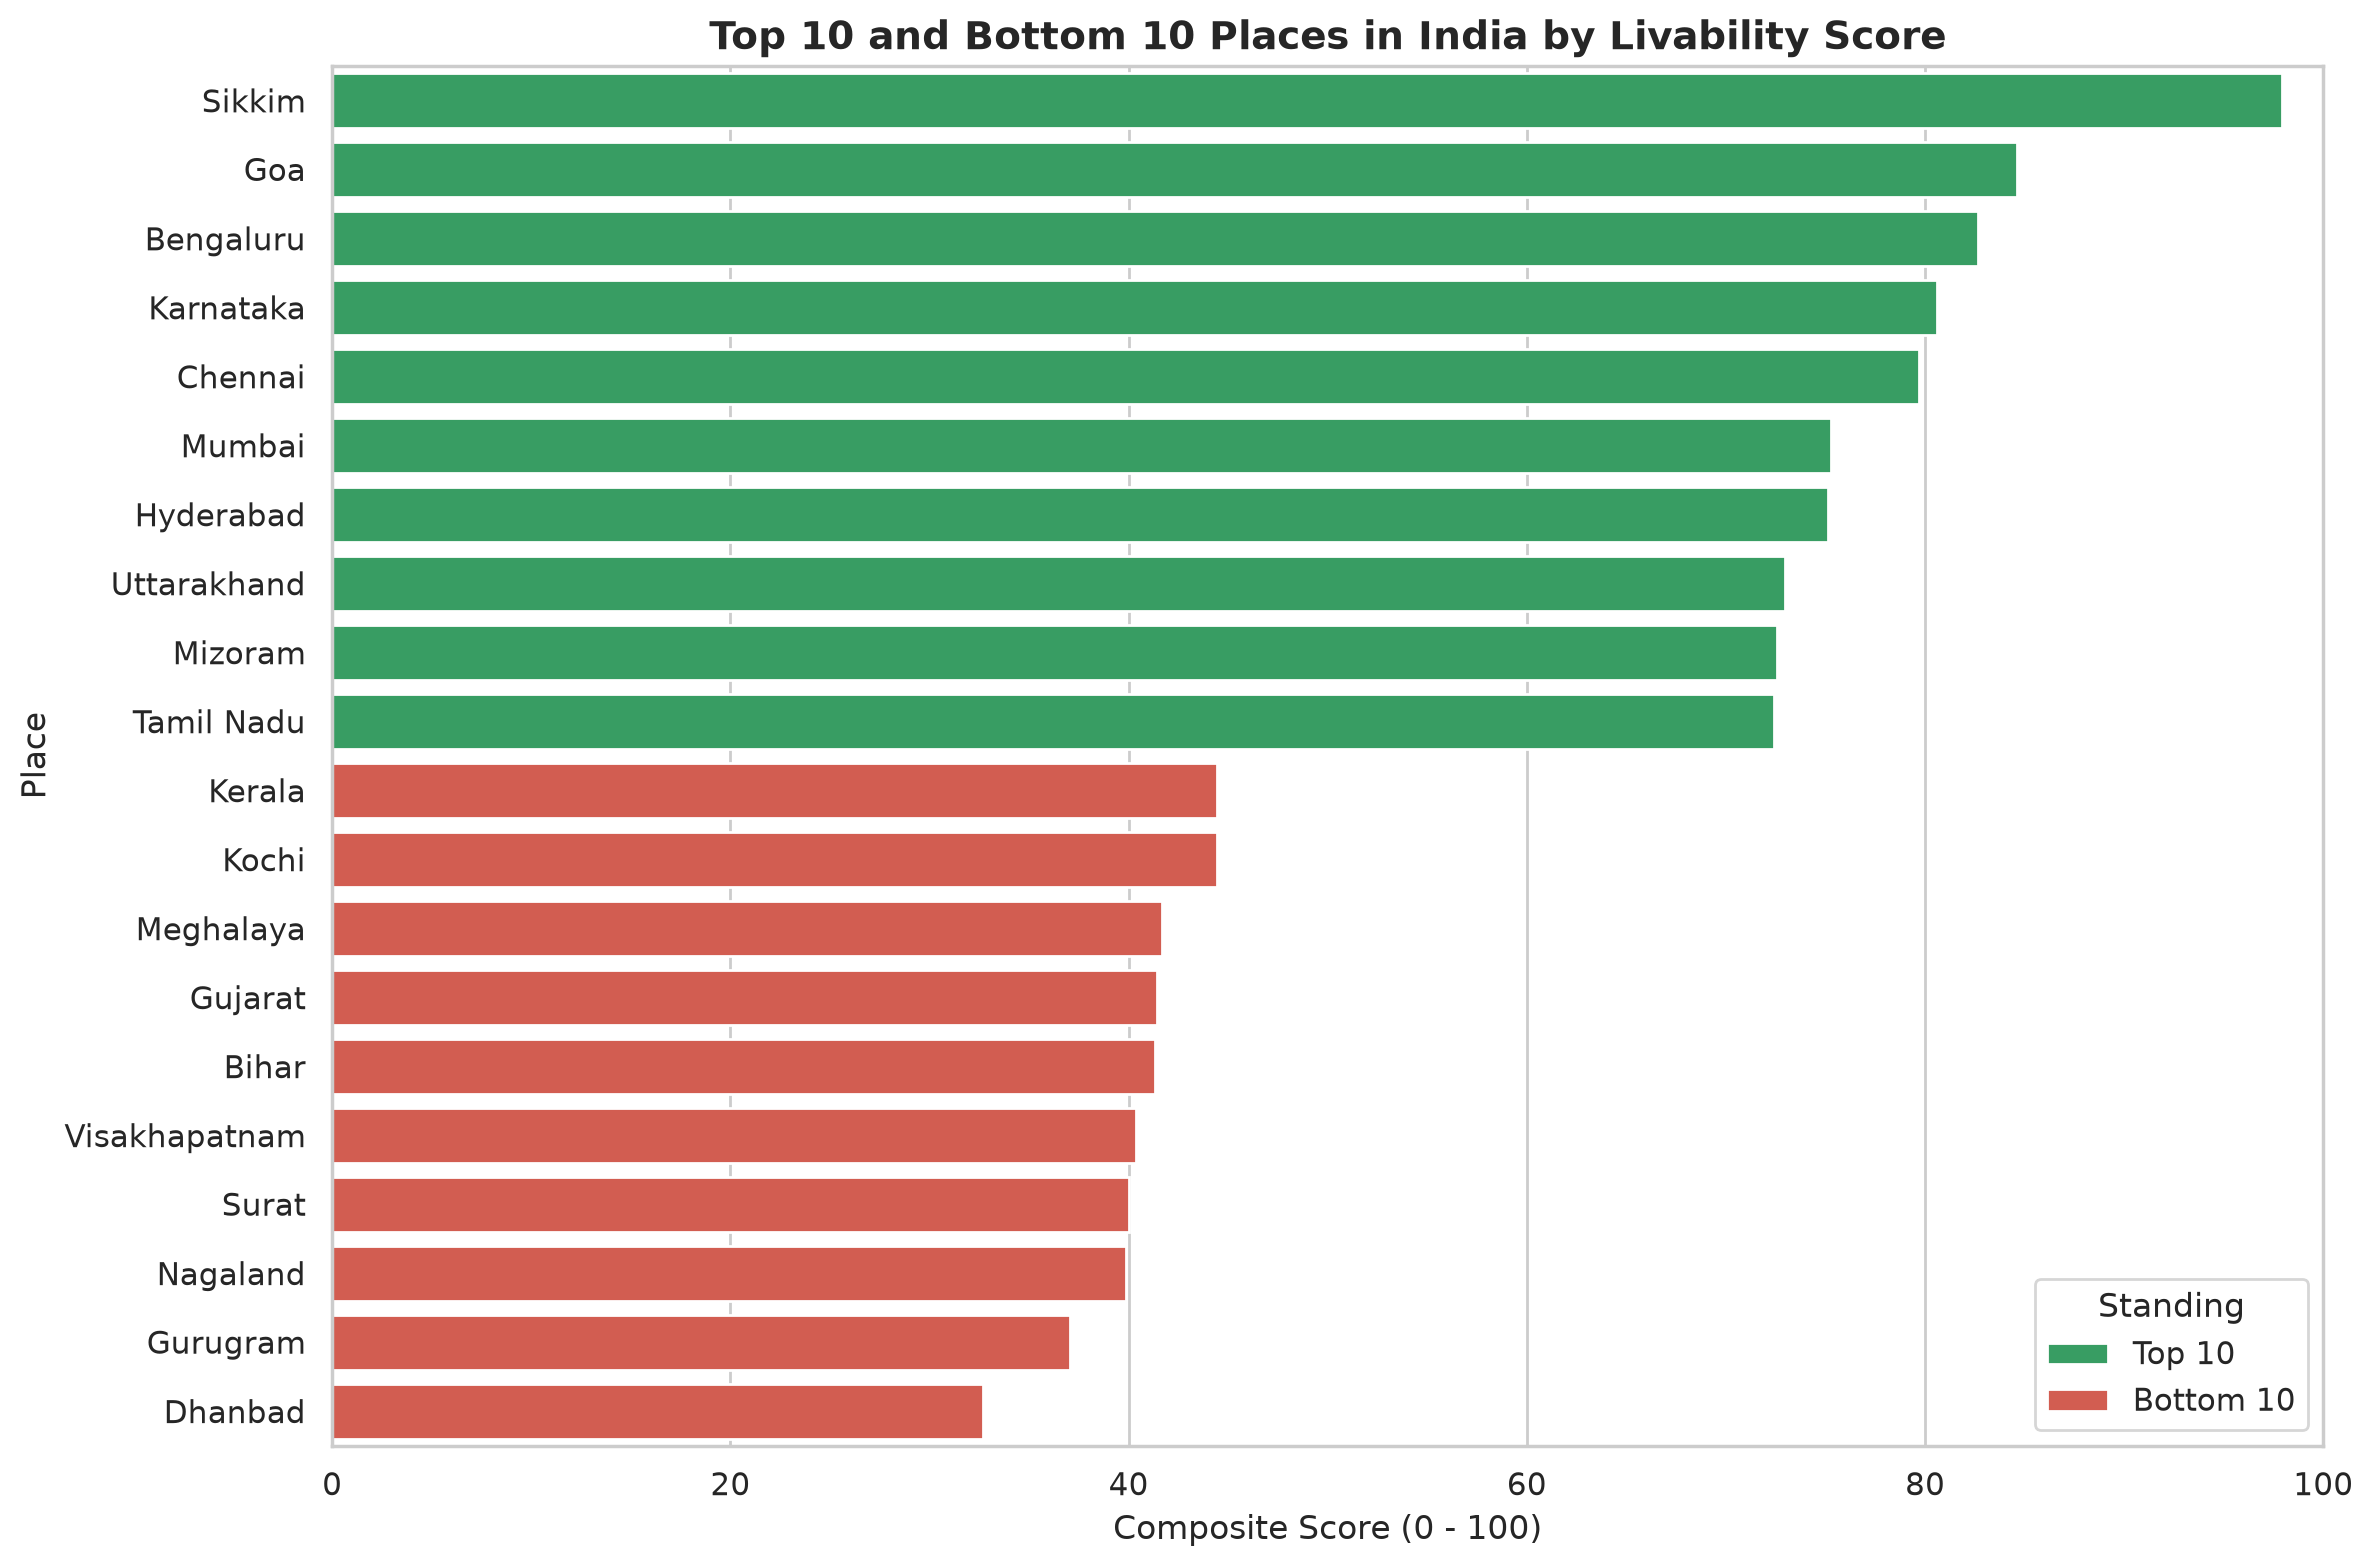 Top 10 and Bottom 10 Places in India by Livability Score
Place
Sikkim
Goa
Bengaluru
Karnataka
Chennai
Mumbai
Hyderabad
Uttarakhand
Mizoram
Tamil Nadu
Kerala
Kochi
Meghalaya
Gujarat
Bihar
Visakhapatnam
Surat
Nagaland
Gurugram
Dhanbad
Standing
Top 10
Bottom 10
0 20 40 60 80 100
Composite Score (0 - 100)